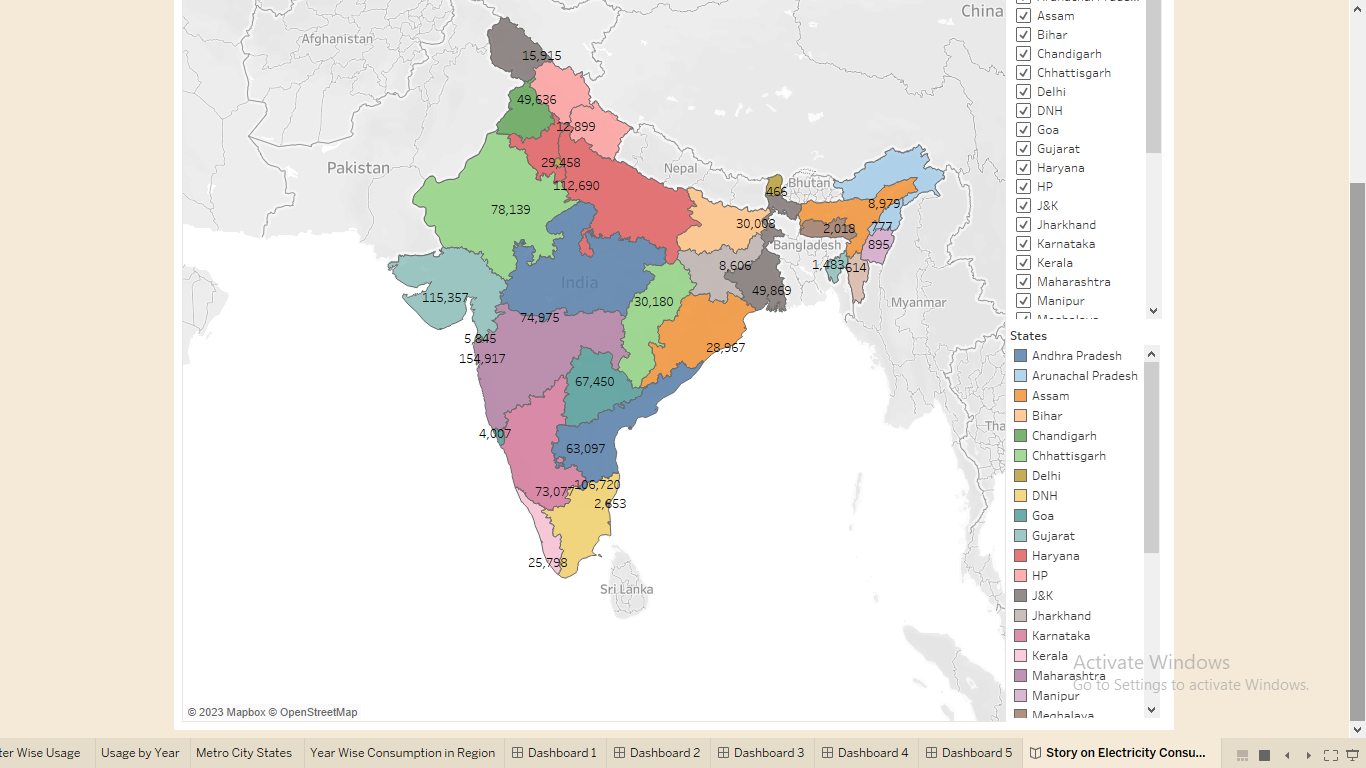 China
Afghanistan
15,915
49,636
12,899
Pakistan
29,458
Nepal
112,690
Bhutan
466
78,139
8,979
30,008
2,018
777
Bangladesh
895
8,606
1,483
614
India
49,869
115,357
30,180
Myanmar
74,975
5,845
28,967
154,917
67,450
Tha
4,007
63,097
106,720
73,077
2,653
25,798
Sri Lanka
© 2023 Mapbox © OpenStreetMap
Assam
Bihar
Chandigarh
Chhattisgarh
Delhi
DNH
Goa
Gujarat
Haryana
HP
J&K
Jharkhand
Karnataka
Kerala
Maharashtra
Manipur
Meghalaya
States
Andhra Pradesh
Arunachal Pradesh
Assam
Bihar
Chandigarh
Chhattisgarh
Delhi
DNH
Goa
Gujarat
Haryana
HP
J&K
Jharkhand
Karnataka
Kerala
Maharashtra
Manipur
Meghalaya
Activate Windows
Go to Settings to activate Windows.
ter Wise Usage
Usage by Year
Metro City States
Year Wise Consumption in Region
Dashboard 1
Dashboard 2
Dashboard 3
Dashboard 4
Dashboard 5
Story on Electricity Consu...